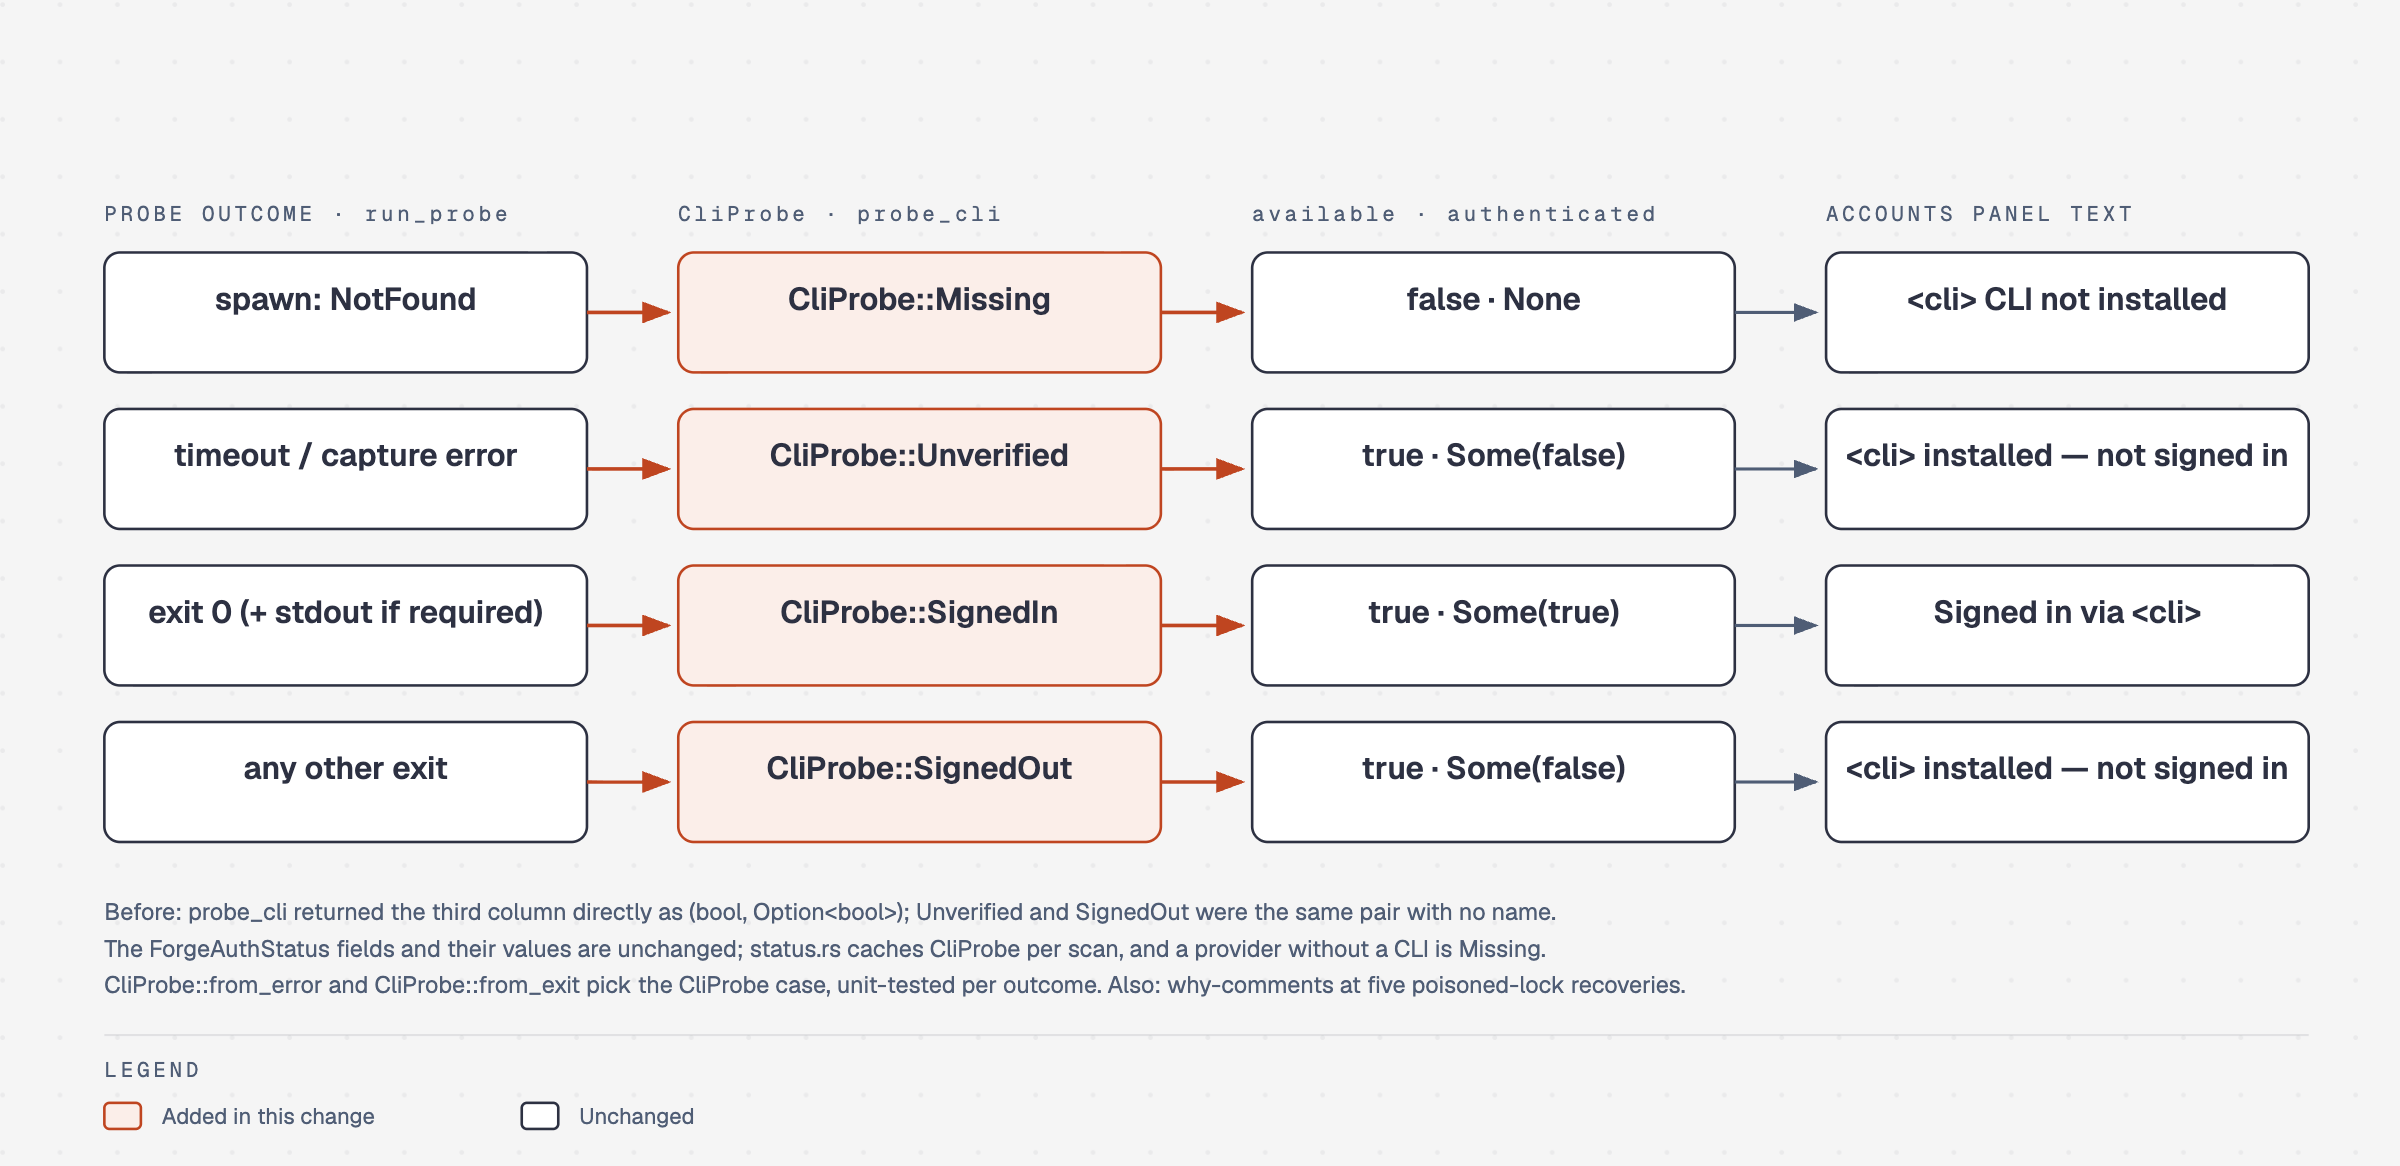 PROBE OUTCOME · run_probe
CliProbe · probe_cli
available · authenticated
ACCOUNTS PANEL TEXT
spawn: NotFound
CliProbe::Missing
false · None
<cli> CLI not installed
timeout / capture error
CliProbe::Unverified
true · Some(false)
<cli> installed — not signed in
exit 0 (+ stdout if required)
CliProbe::SignedIn
true · Some(true)
Signed in via <cli>
any other exit
CliProbe::SignedOut
true · Some(false)
<cli> installed — not signed in
Before: probe_cli returned the third column directly as (bool, Option<bool>); Unverified and SignedOut were the same pair with no name.
The ForgeAuthStatus fields and their values are unchanged; status.rs caches CliProbe per scan, and a provider without a CLI is Missing.
CliProbe::from_error and CliProbe::from_exit pick the CliProbe case, unit-tested per outcome. Also: why-comments at five poisoned-lock recoveries.
LEGEND
Added in this change
Unchanged